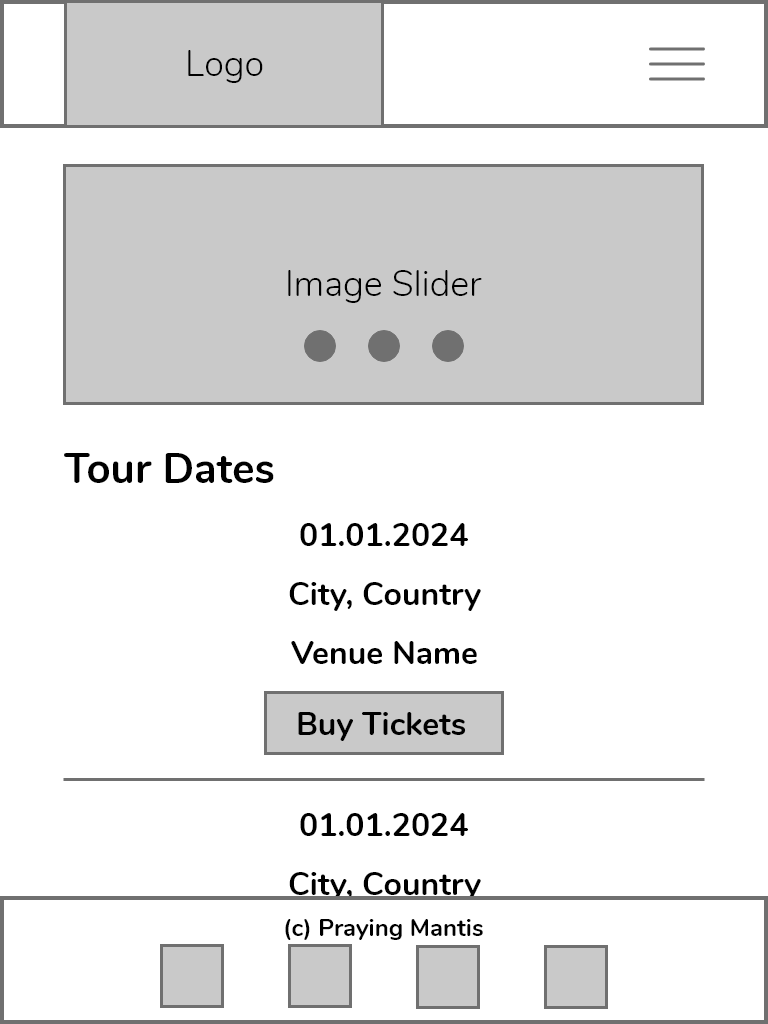 Logo
Image Slider
Tour Dates
01.01.2024
City, Country
Venue Name
Buy Tickets
01.01.2024
City, Country
(c) Praying Mantis